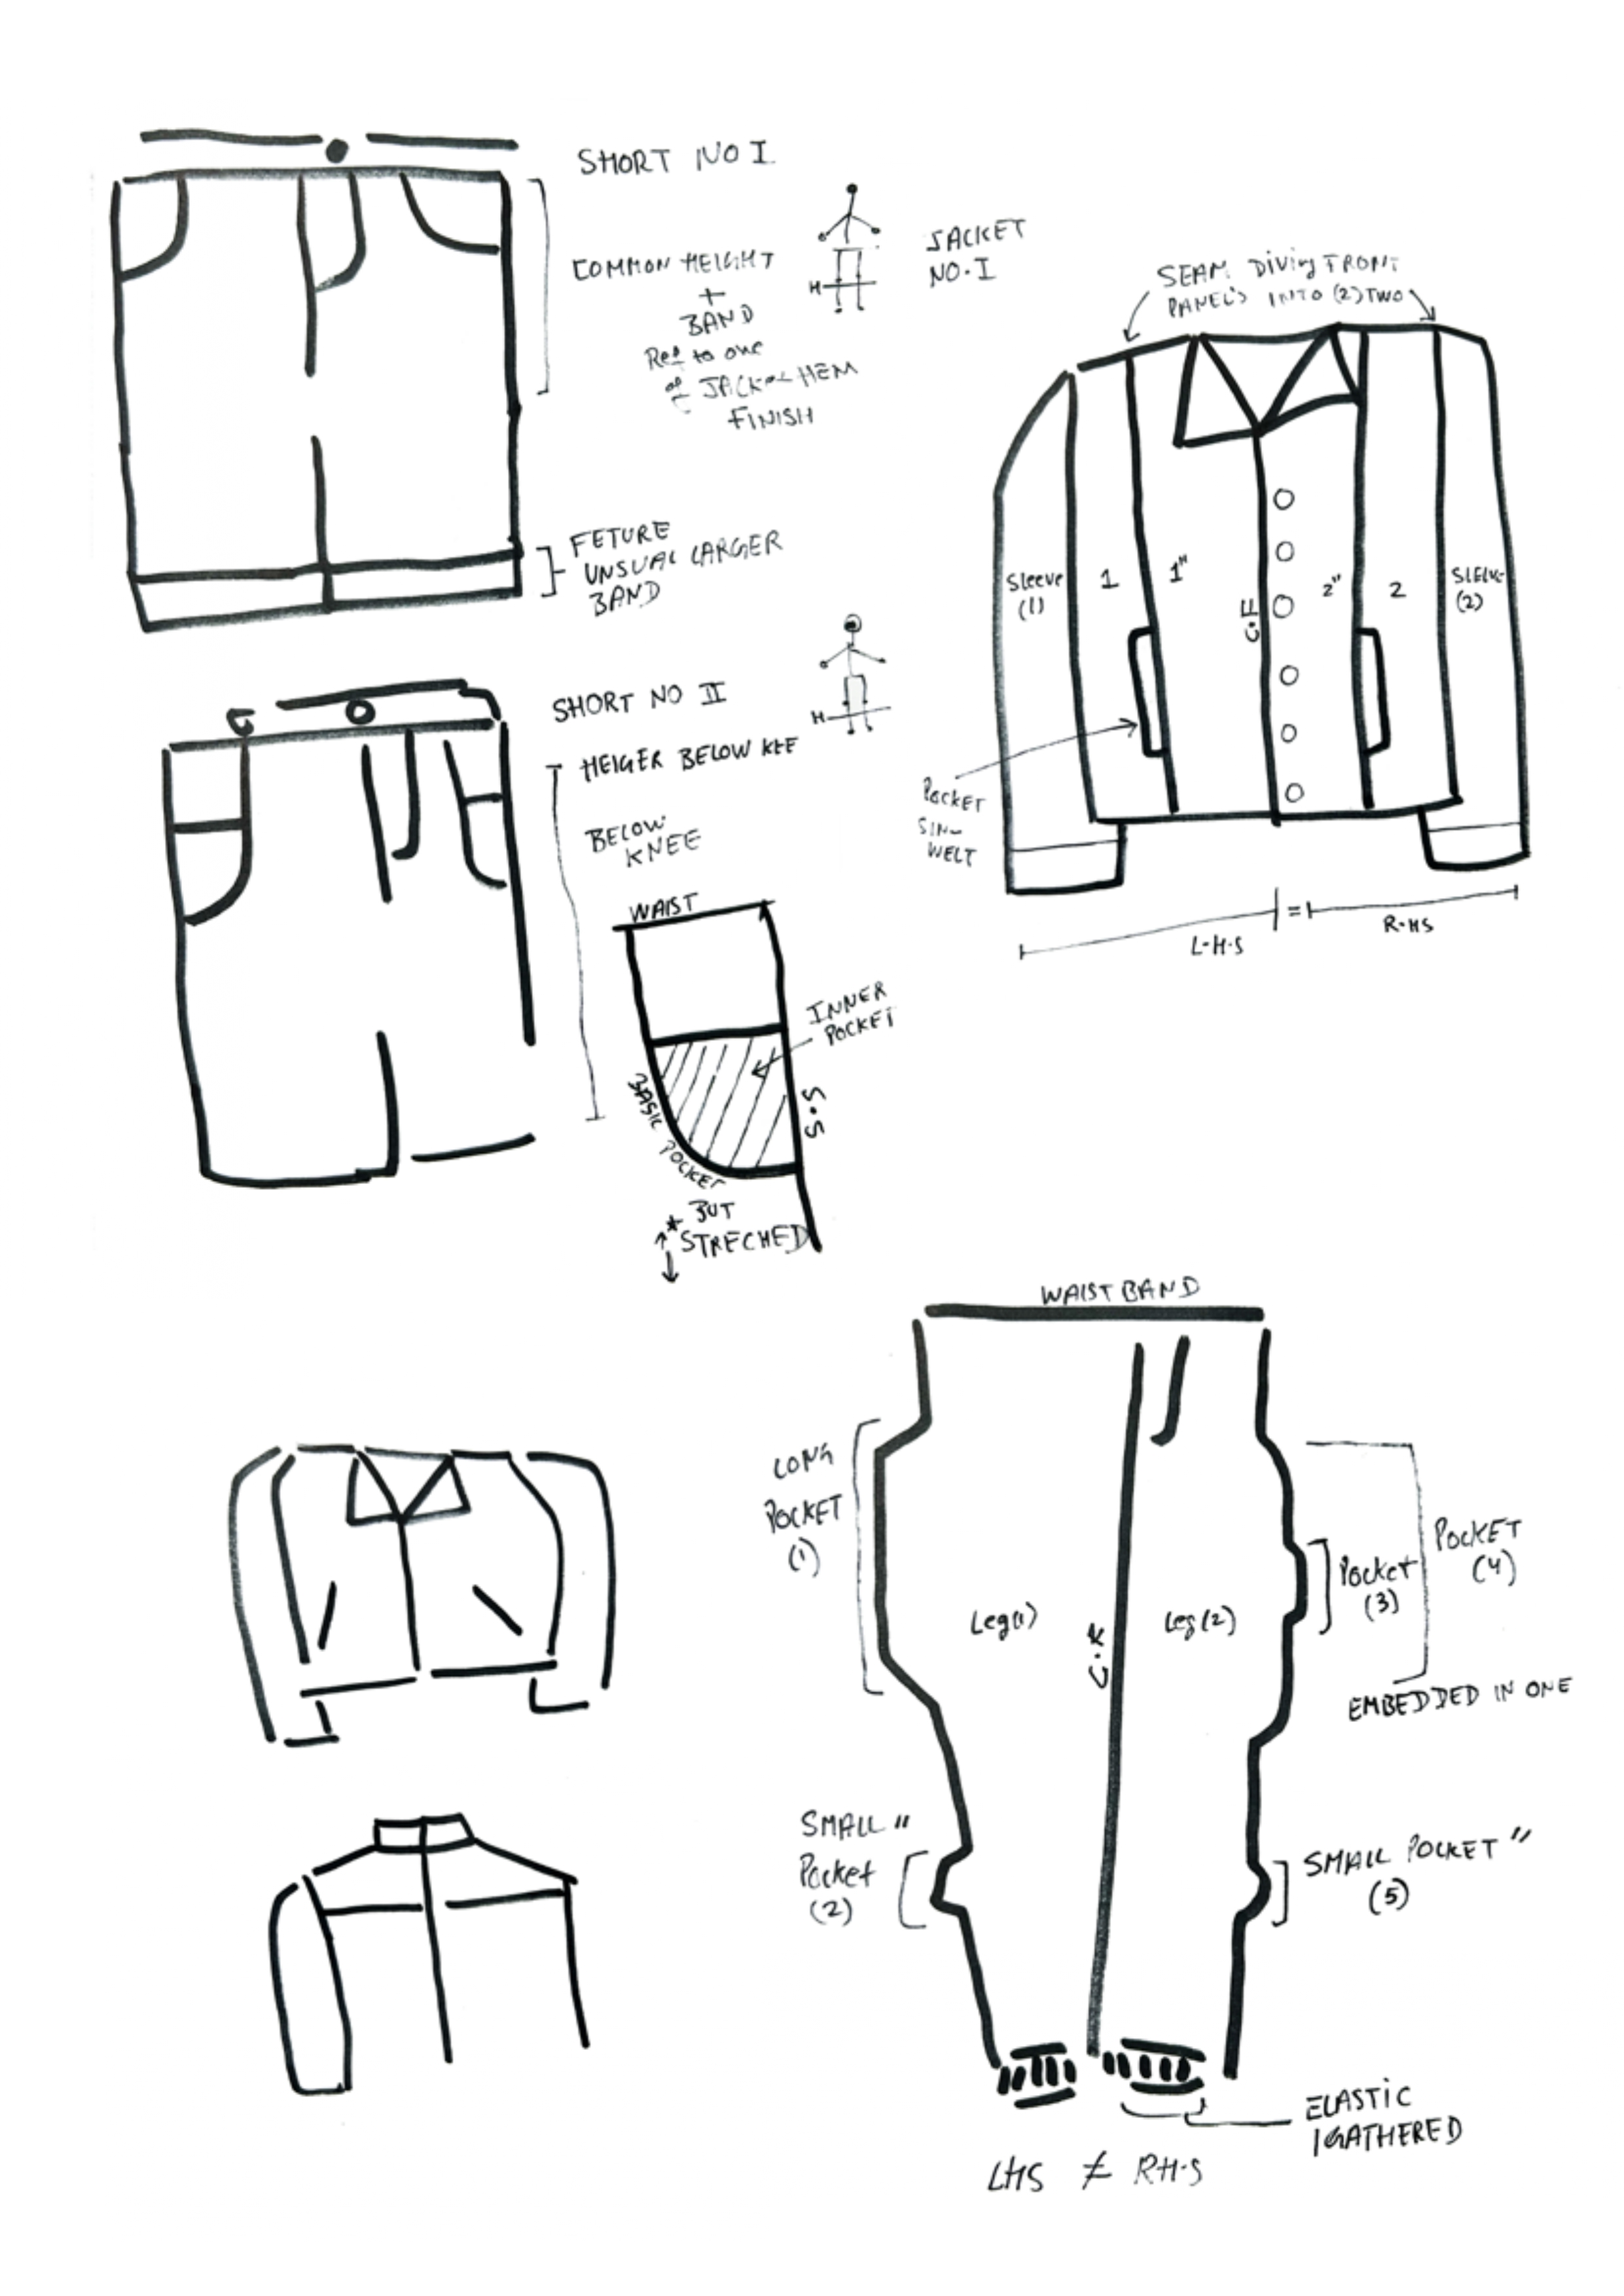 SHORT NO I
COMMON HEIGHT
+
BAND
Ref to one
of JACKET HEM
FINISH
H
JACKET
NO.I
FETURE
UNSUAL LARGER
BAND
SEAM DiVing FRONT
PANEL'S INTO (2) TWO
Sleeve
(1)
1
1"
C.F
2"
2
SLEEVE
(2)
POCKET
SIN-
WELT
L-H-S
=
R-HS
SHORT NO II
H
HEIGER BELOW KEE
BELOW
KNEE
WAIST
INNER
POCKET
BASIC POCKET
S.S
* BUT
STRECHED
WAIST BAND
LONG
POCKET
(1)
Leg(1)
C.F
Leg(2)
Pocket
(3)
POCKET
(4)
EMBEDDED IN ONE
SMALL "
Pocket
(2)
SMALL POCKET "
(5)
ELASTIC
GATHERED
LHS ≠ RH.S